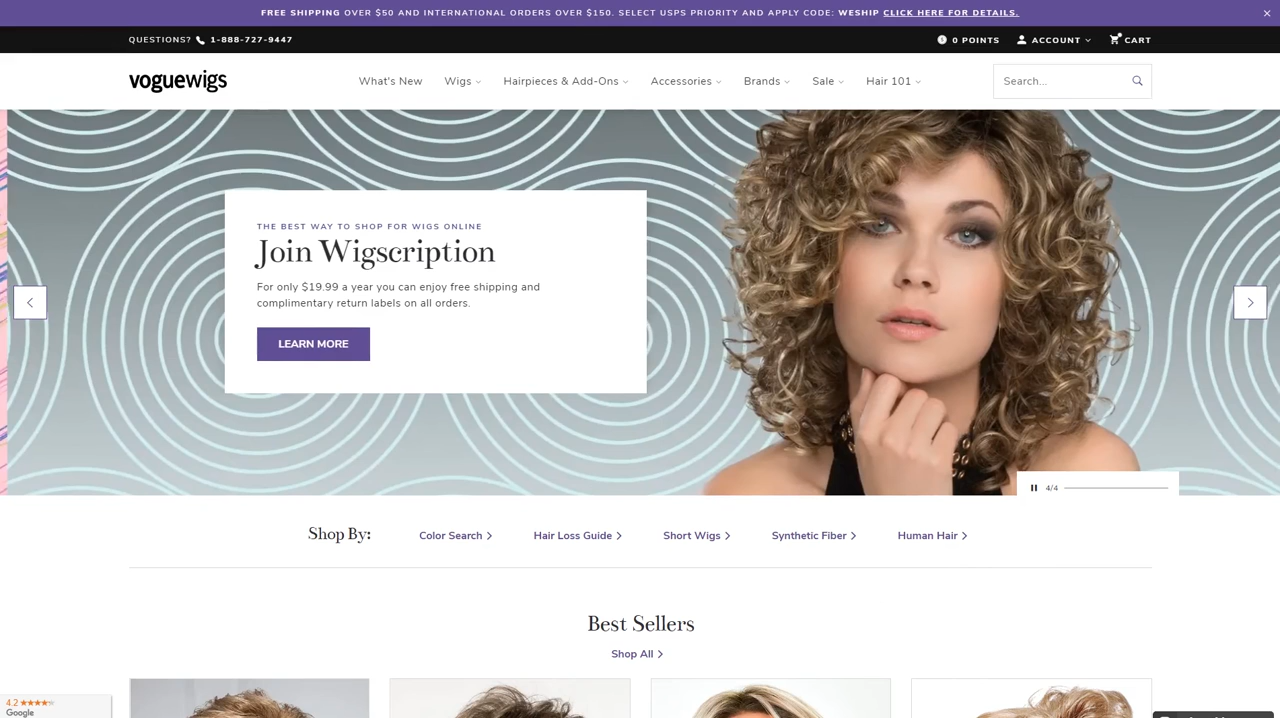 FREE SHIPPING OVER $50 AND INTERNATIONAL ORDERS OVER $150. SELECT USPS PRIORITY AND APPLY CODE: WESHIP CLICK HERE FOR DETAILS.
QUESTIONS? 1-888-727-9447
0 POINTS
ACCOUNT
CART
voguewigs
What's New
Wigs
Hairpieces & Add-Ons
Accessories
Brands
Sale
Hair 101
Search...
THE BEST WAY TO SHOP FOR WIGS ONLINE
Join Wigscription
For only $19.99 a year you can enjoy free shipping and
complimentary return labels on all orders.
LEARN MORE
4/4
Shop By:
Color Search
Hair Loss Guide
Short Wigs
Synthetic Fiber
Human Hair
Best Sellers
Shop All
4.2
Google